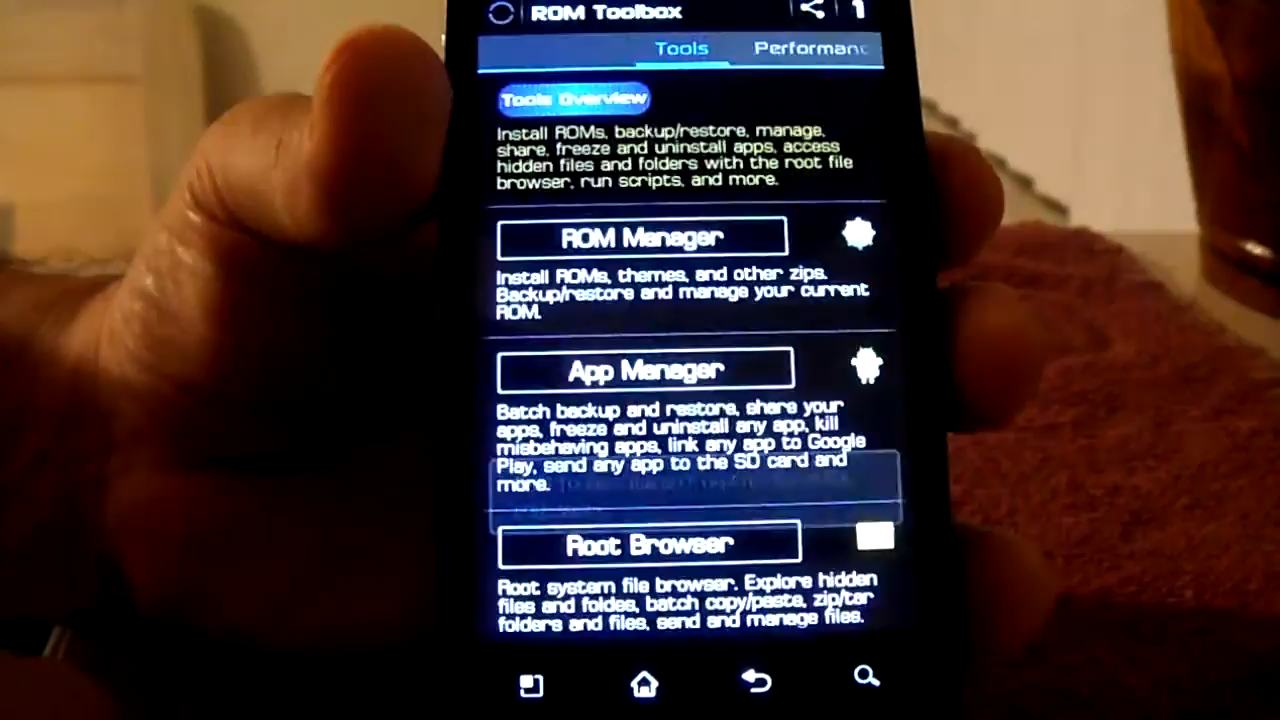 ROM Toolbox
Tools
Performanc
Tools Overview
Install ROMs, backup/restore, manage,
share, freeze and uninstall apps, access
hidden files and folders with the root file
browser, run scripts, and more.
ROM Manager
Install ROMs, themes, and other zips.
Backup/restore and manage your current
ROM.
App Manager
Batch backup and restore, share your
apps, freeze and uninstall any app, kill
misbehaving apps, link any app to Google
Play, send any app to the SD card and
more.
Root Browser
Root system file browser. Explore hidden
files and foldes, batch copy/paste, zip/tar
folders and files, send and manage files.